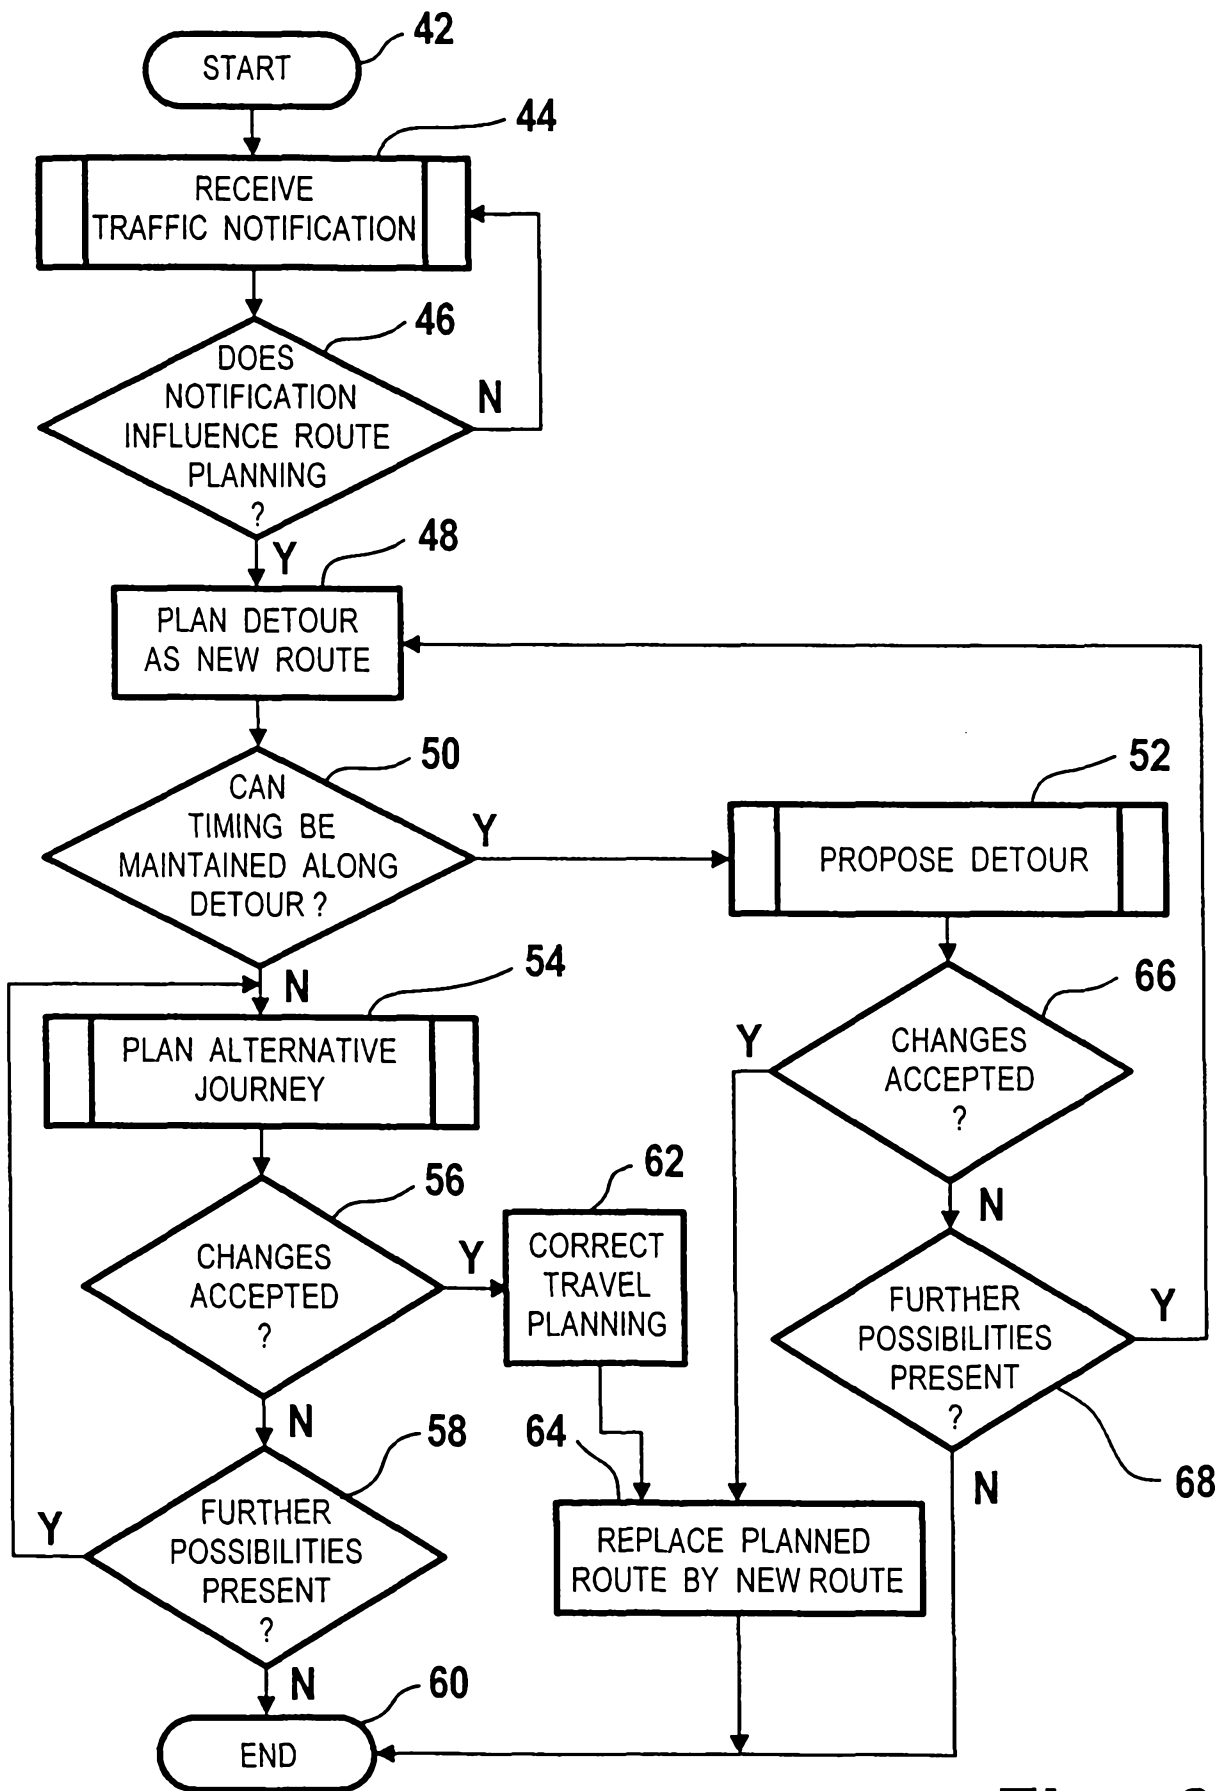 42
START
44
RECEIVE
TRAFFIC NOTIFICATION
46
DOES
NOTIFICATION
INFLUENCE ROUTE
PLANNING
?
N
Y
48
PLAN DETOUR
AS NEW ROUTE
50
CAN
TIMING BE
MAINTAINED ALONG
DETOUR?
Y
N
52
PROPOSE DETOUR
54
PLAN ALTERNATIVE
JOURNEY
66
CHANGES
ACCEPTED
?
Y
N
56
CHANGES
ACCEPTED
?
Y
N
62
CORRECT
TRAVEL
PLANNING
FURTHER
POSSIBILITIES
PRESENT
?
Y
N
68
58
FURTHER
POSSIBILITIES
PRESENT
?
Y
N
64
REPLACE PLANNED
ROUTE BY NEW ROUTE
60
END